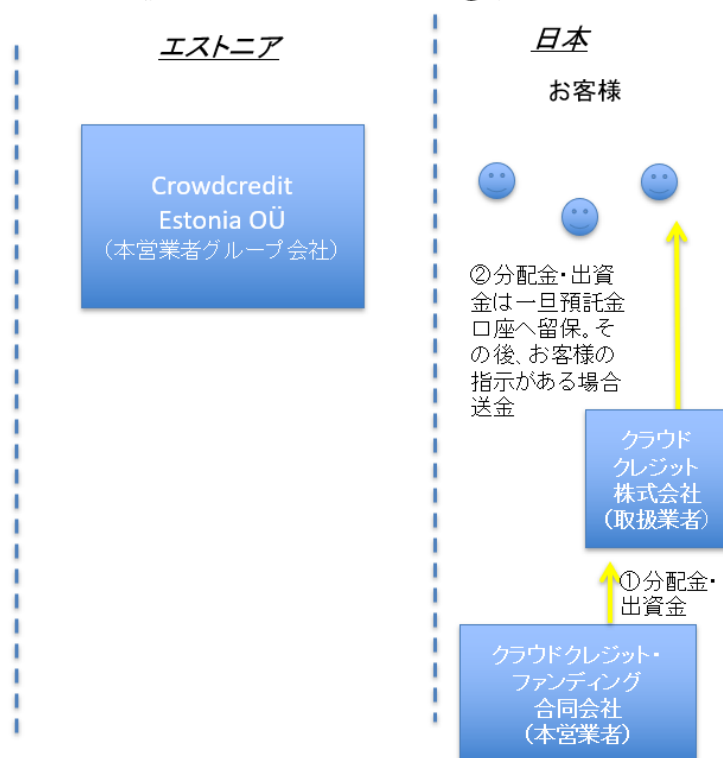 エストニア
Crowdcredit
Estonia OÜ
（本営業者グループ会社）
日本
お客様
②分配金・出資
金は一旦預託金
口座へ留保。そ
の後、お客様の
指示がある場合
送金
クラウド
クレジット
株式会社
（取扱業者）
①分配金・
出資金
クラウドクレジット・
ファンディング
合同会社
（本営業者）